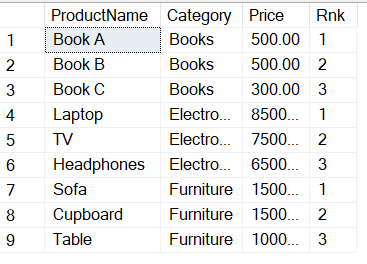 ProductName Category Price Rnk
1 Book A Books 500.00 1
2 Book B Books 500.00 2
3 Book C Books 300.00 3
4 Laptop Electro... 8500... 1
5 TV Electro... 7500... 2
6 Headphones Electro... 6500... 3
7 Sofa Furniture 1500... 1
8 Cupboard Furniture 1500... 2
9 Table Furniture 1000... 3